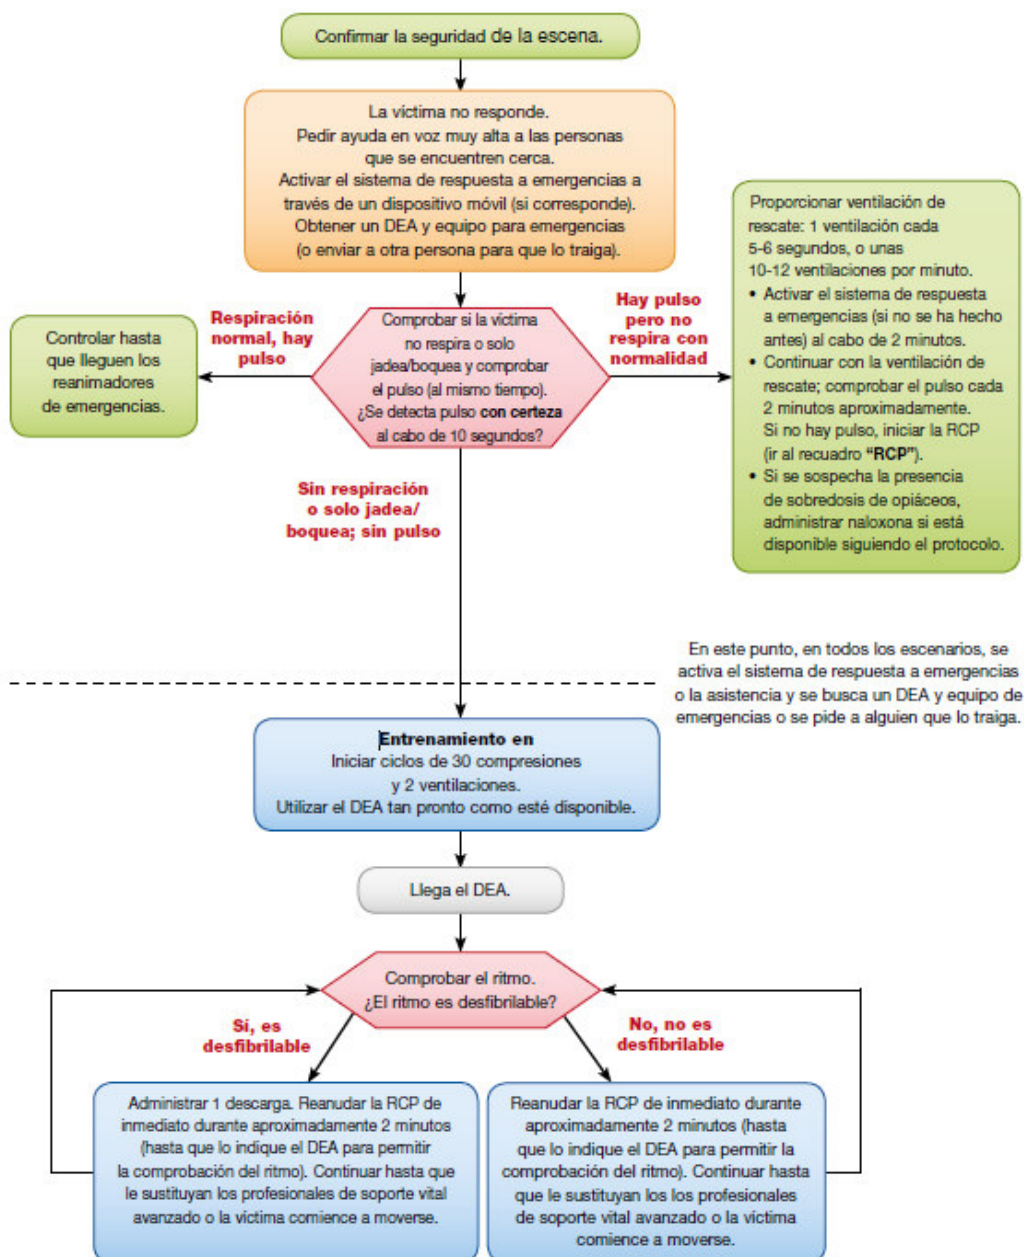 Confirmar la seguridad de la escena.
La víctima no responde.
Pedir ayuda en voz muy alta a las personas
que se encuentren cerca.
Activar el sistema de respuesta a emergencias a
través de un dispositivo móvil (si corresponde).
Obtener un DEA y equipo para emergencias
(o enviar a otra persona para que lo traiga).
Respiración
normal, hay
pulso
Controlar hasta
que lleguen los
reanimadores
de emergencias.
Comprobar si la víctima
no respira o solo
jadea/boquea y comprobar
el pulso (al mismo tiempo).
¿Se detecta pulso con certeza
al cabo de 10 segundos?
Hay pulso
pero no
respira con
normalidad
Proporcionar ventilación de
rescate: 1 ventilación cada
5-6 segundos, o unas
10-12 ventilaciones por minuto.
• Activar el sistema de respuesta
a emergencias (si no se ha hecho
antes) al cabo de 2 minutos.
• Continuar con la ventilación de
rescate; comprobar el pulso cada
2 minutos aproximadamente.
Si no hay pulso, iniciar la RCP
(ir al recuadro “RCP”).
• Si se sospecha la presencia
de sobredosis de opiáceos,
administrar naloxona si está
disponible siguiendo el protocolo.
Sin respiración
o solo jadea/
boquea; sin pulso
En este punto, en todos los escenarios, se
activa el sistema de respuesta a emergencias
o la asistencia y se busca un DEA y equipo de
emergencias o se pide a alguien que lo traiga.
Entrenamiento en
Iniciar ciclos de 30 compresiones
y 2 ventilaciones.
Utilizar el DEA tan pronto como esté disponible.
Llega el DEA.
Comprobar el ritmo.
¿El ritmo es desfibrilable?
Sí, es
desfibrilable
No, no es
desfibrilable
Administrar 1 descarga. Reanudar la RCP de
inmediato durante aproximadamente 2 minutos
(hasta que lo indique el DEA para permitir
la comprobación del ritmo). Continuar hasta que
le sustituyan los profesionales de soporte vital
avanzado o la víctima comience a moverse.
Reanudar la RCP de inmediato durante
aproximadamente 2 minutos (hasta
que lo indique el DEA para permitir la
comprobación del ritmo). Continuar hasta
que le sustituyan los los profesionales
de soporte vital avanzado o la víctima
comience a moverse.